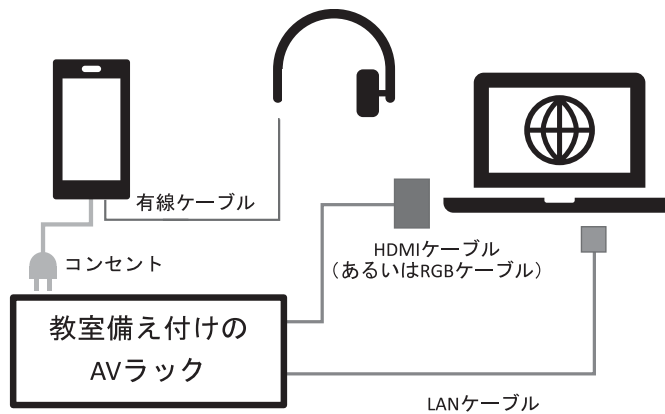 有線ケーブル
コンセント
HDMIケーブル
（あるいはRGBケーブル）
教室備え付けの
AVラック
LANケーブル